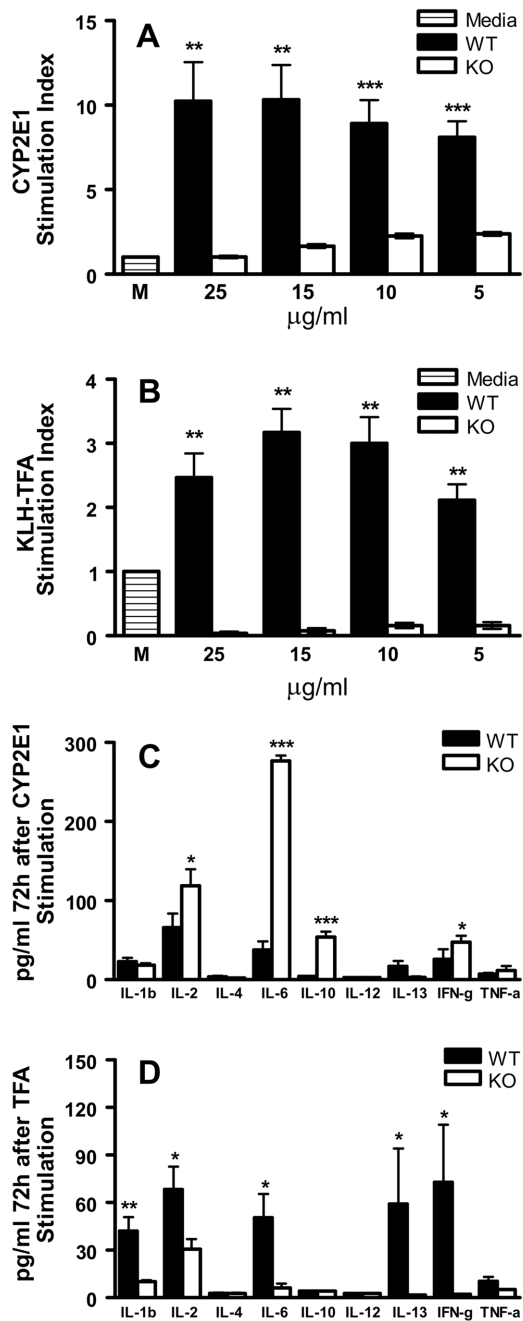 A
Media
WT
KO
CYP2E1
Stimulation Index
15
10
5
0
**
**
***
***
M 25 15 10 5
µg/ml
B
Media
WT
KO
KLH-TFA
Stimulation Index
4
3
2
1
0
**
**
**
**
M 25 15 10 5
µg/ml
C
WT
KO
pg/ml 72h after CYP2E1
Stimulation
300
200
100
0
*
***
***
*
IL-1b IL-2 IL-4 IL-6 IL-10 IL-12 IL-13 IFN-g TNF-a
D
WT
KO
pg/ml 72h after TFA
Stimulation
150
120
90
60
30
0
**
*
*
*
*
IL-1b IL-2 IL-4 IL-6 IL-10 IL-12 IL-13 IFN-g TNF-a